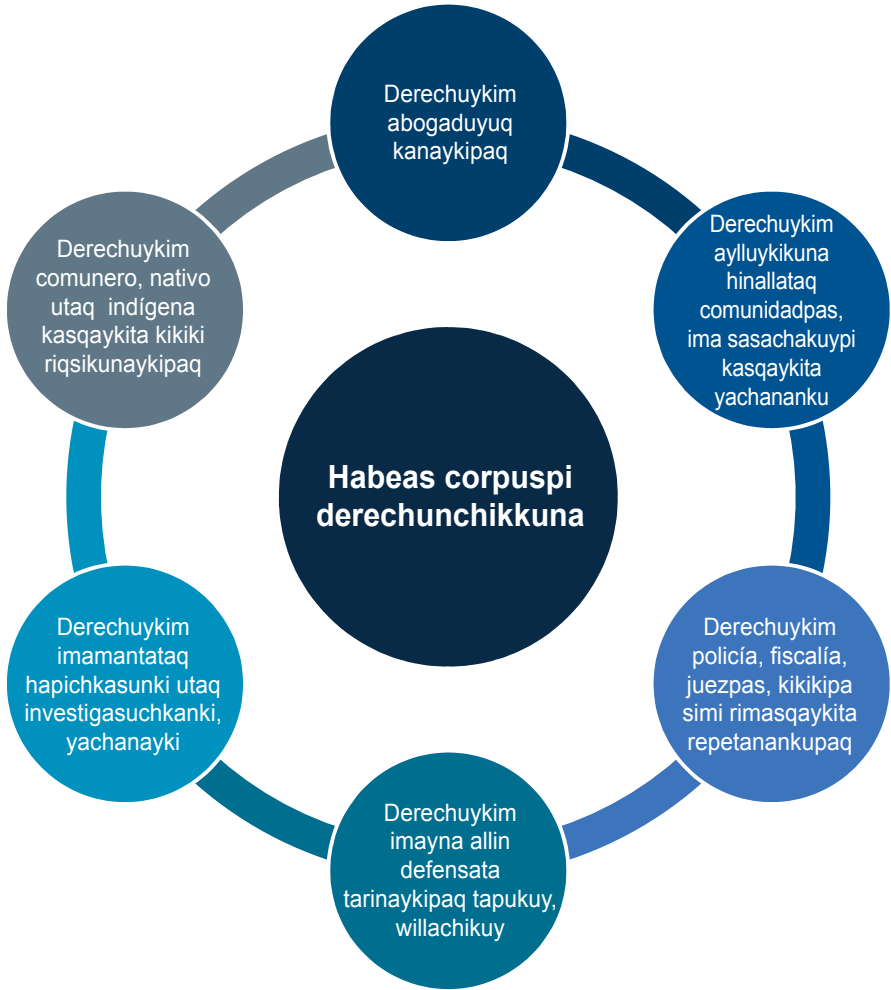 Derechuykim
abogaduyuq
kanaykipaq
Derechuykim
aylluykikuna
hinallataq
comunidadpas,
ima sasachakuypi
kasqaykita
yachananku
Derechuykim
policía, fiscalía,
juezpas, kikikipa
simi rimasqaykita
repetanankupaq
Derechuykim
imayna allin
defensata
tarinaykipaq tapukuy,
willachikuy
Derechuykim
imamantataq
hapichkasunki utaq
investigasuchkanki,
yachanayki
Derechuykim
comunero, nativo
utaq indígena
kasqaykita kikiki
riqsikunaykipaq
Habeas corpuspi
derechunchikkuna